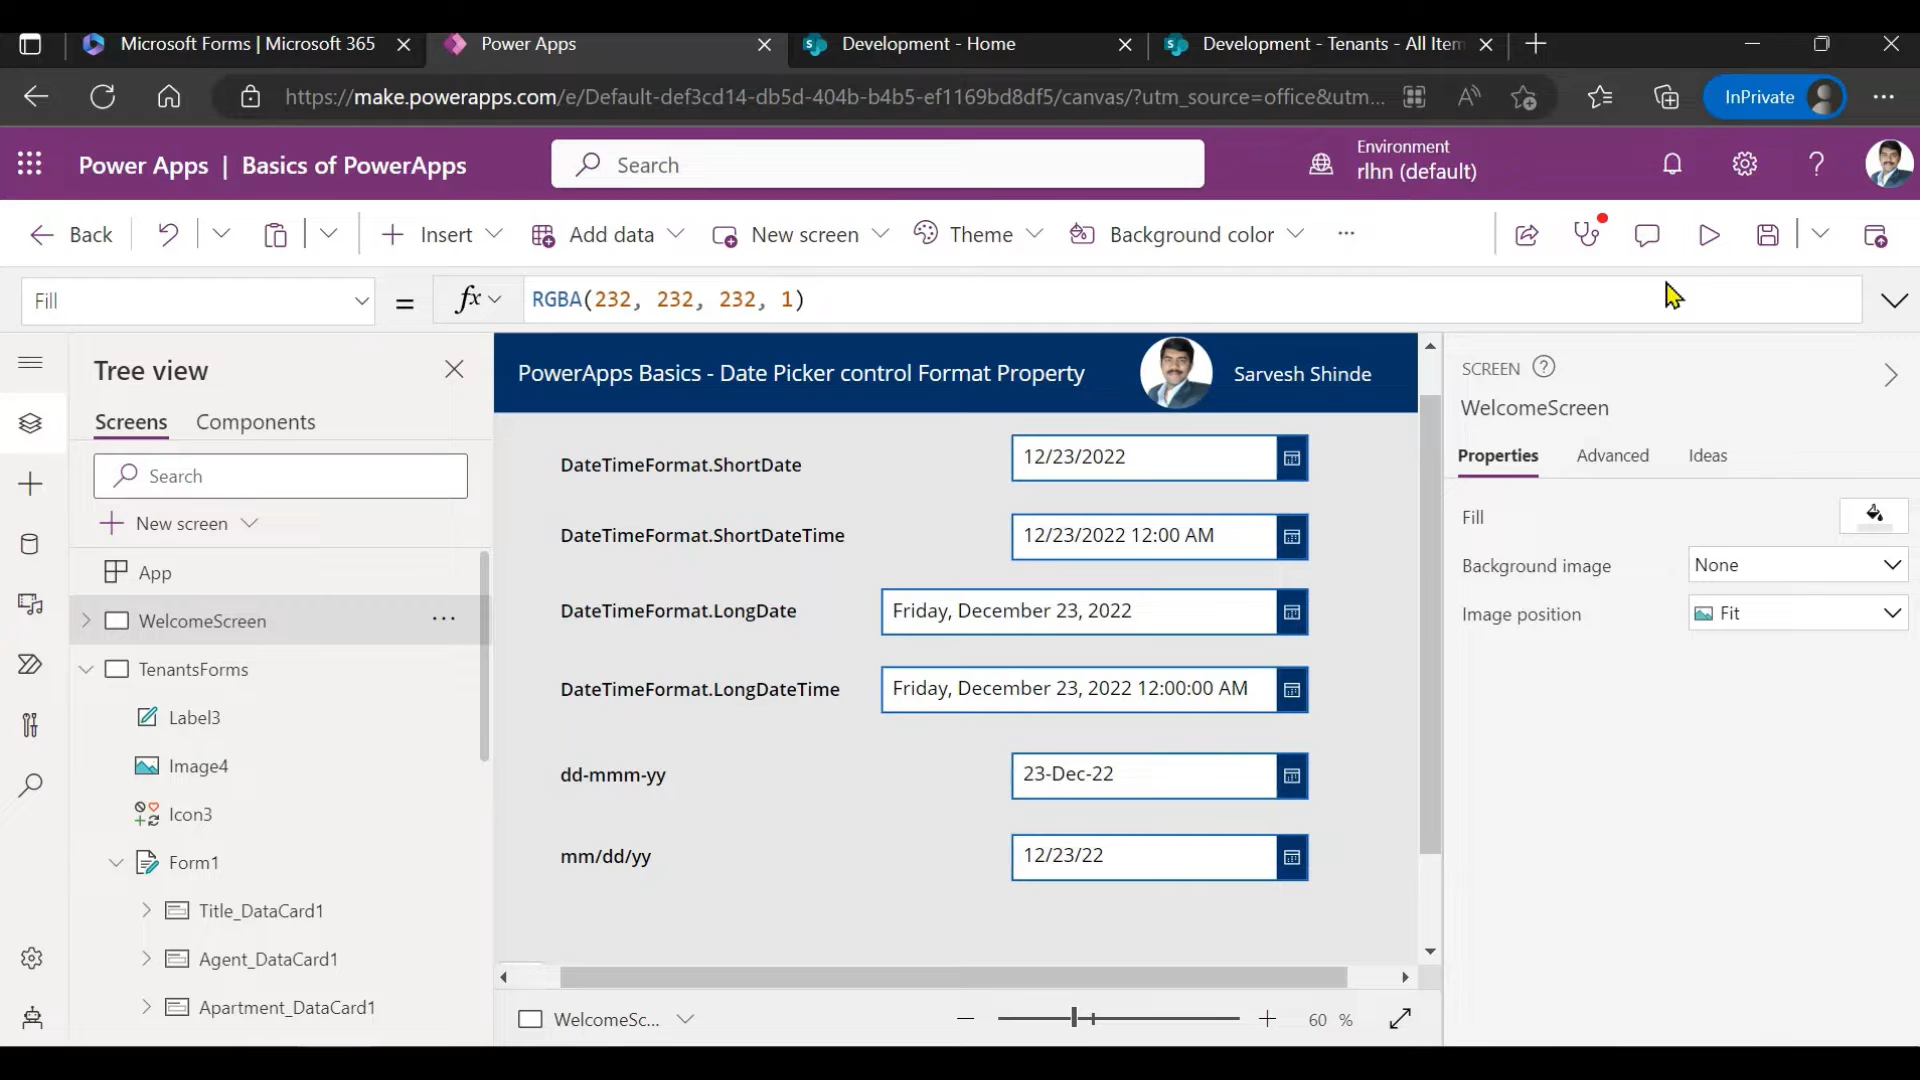 Microsoft Forms | Microsoft 365
Power Apps
Development - Home
Development - Tenants - All Item
https://make.powerapps.com/e/Default-def3cd14-db5d-404b-b4b5-ef1169bd8df5/canvas/?utm_source=office&utm...
InPrivate
Power Apps | Basics of PowerApps
Search
Environment
rlhn (default)
Back
Insert
Add data
New screen
Theme
Background color
Fill
=
fx
RGBA(232, 232, 232, 1)
Tree view
Screens
Components
Search
New screen
App
WelcomeScreen
TenantsForms
Label3
Image4
Icon3
Form1
Title_DataCard1
Agent_DataCard1
Apartment_DataCard1
PowerApps Basics - Date Picker control Format Property
Sarvesh Shinde
DateTimeFormat.ShortDate
12/23/2022
DateTimeFormat.ShortDateTime
12/23/2022 12:00 AM
DateTimeFormat.LongDate
Friday, December 23, 2022
DateTimeFormat.LongDateTime
Friday, December 23, 2022 12:00:00 AM
dd-mmm-yy
23-Dec-22
mm/dd/yy
12/23/22
WelcomeSc...
60 %
SCREEN
WelcomeScreen
Properties
Advanced
Ideas
Fill
Background image
None
Image position
Fit